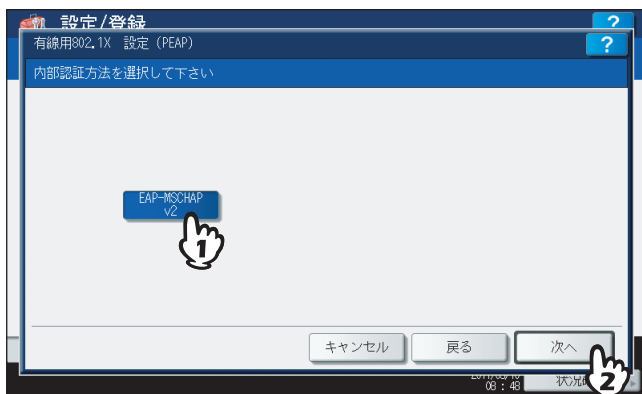 設定/登録
?
有線用802.1X 設定 (PEAP)
?
内部認証方法を選択して下さい
EAP-MSCHAP
v2
1
キャンセル
戻る
次へ
2
08 : 48